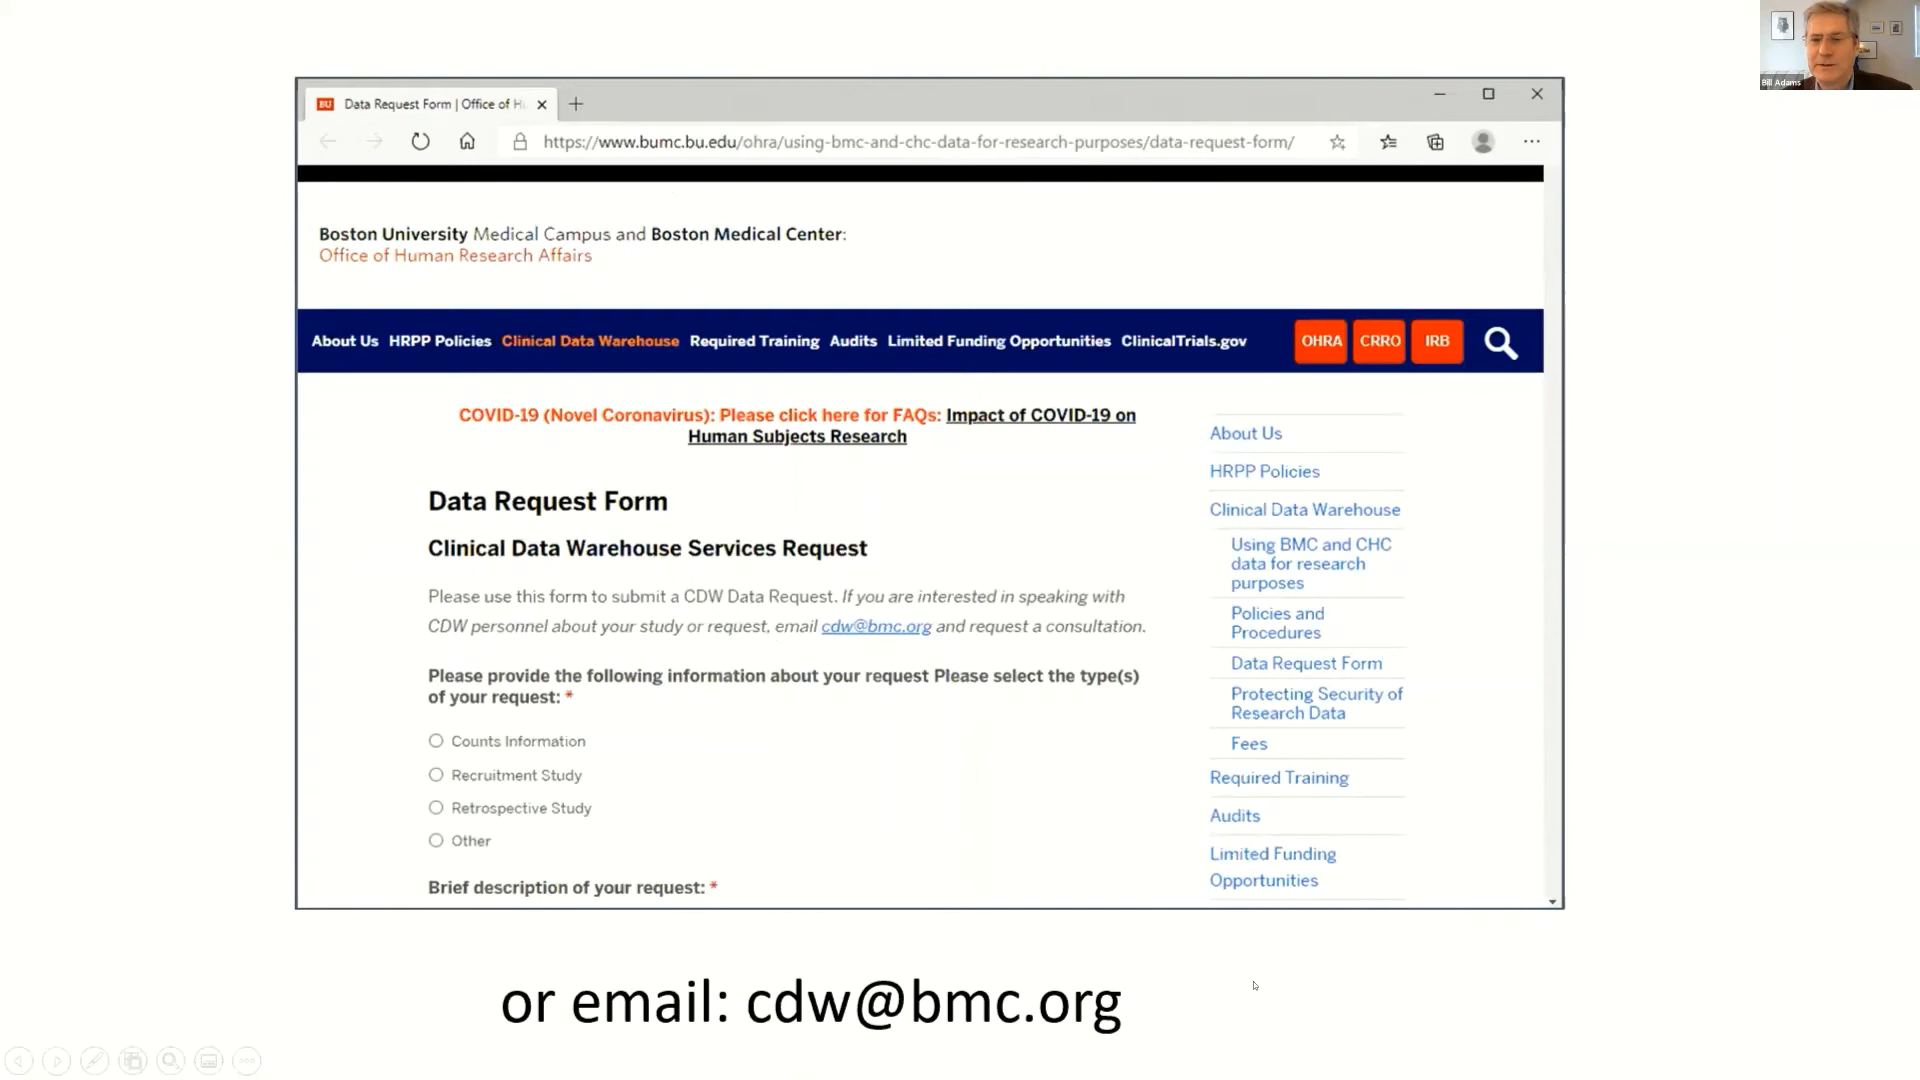 Bill Adams
BU Data Request Form | Office of H
https://www.bumc.bu.edu/ohra/using-bmc-and-chc-data-for-research-purposes/data-request-form/
Boston University Medical Campus and Boston Medical Center:
Office of Human Research Affairs
About Us HRPP Policies Clinical Data Warehouse Required Training Audits Limited Funding Opportunities ClinicalTrials.gov OHRA CRRO IRB
COVID-19 (Novel Coronavirus): Please click here for FAQs: Impact of COVID-19 on
Human Subjects Research
Data Request Form
Clinical Data Warehouse Services Request
Please use this form to submit a CDW Data Request. If you are interested in speaking with
CDW personnel about your study or request, email cdw@bmc.org and request a consultation.
Please provide the following information about your request Please select the type(s)
of your request: *
Counts Information
Recruitment Study
Retrospective Study
Other
Brief description of your request: *
About Us
HRPP Policies
Clinical Data Warehouse
Using BMC and CHC
data for research
purposes
Policies and
Procedures
Data Request Form
Protecting Security of
Research Data
Fees
Required Training
Audits
Limited Funding
Opportunities
or email: cdw@bmc.org